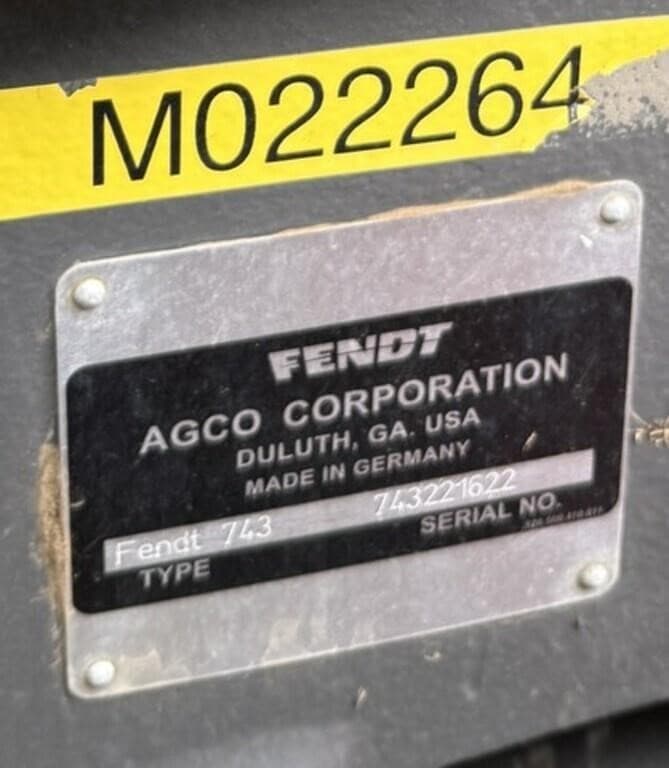 M022264
FENDT
AGCO CORPORATION
DULUTH, GA. USA
MADE IN GERMANY
Fendt 743 743221622
TYPE SERIAL NO.